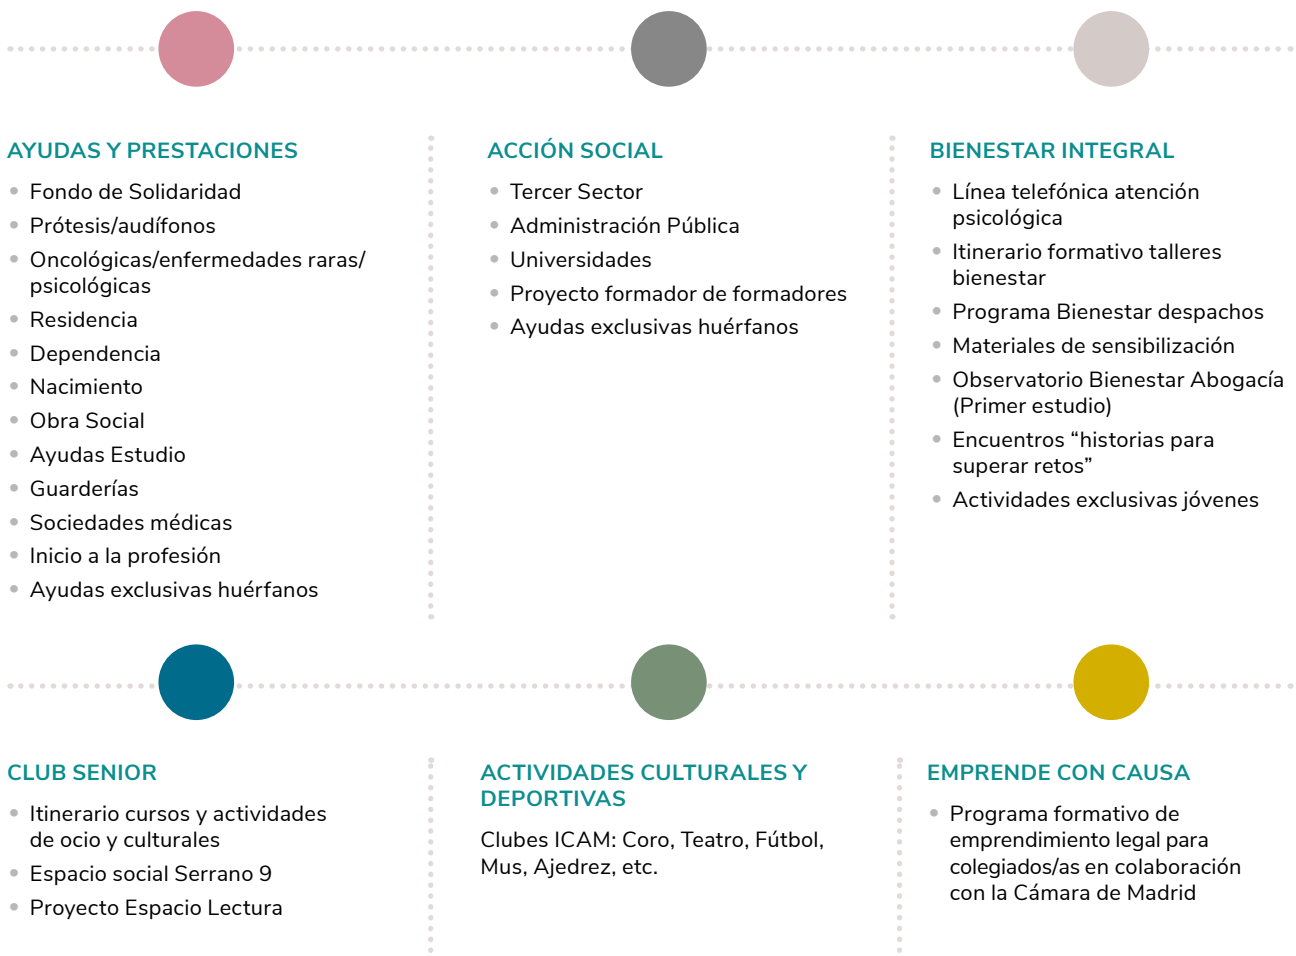 AYUDAS Y PRESTACIONES
• Fondo de Solidaridad
• Prótesis/audífonos
• Oncológicas/enfermedades raras/
psicológicas
• Residencia
• Dependencia
• Nacimiento
• Obra Social
• Ayudas Estudio
• Guarderías
• Sociedades médicas
• Inicio a la profesión
• Ayudas exclusivas huérfanos
ACCIÓN SOCIAL
• Tercer Sector
• Administración Pública
• Universidades
• Proyecto formador de formadores
• Ayudas exclusivas huérfanos
BIENESTAR INTEGRAL
• Línea telefónica atención
psicológica
• Itinerario formativo talleres
bienestar
• Programa Bienestar despachos
• Materiales de sensibilización
• Observatorio Bienestar Abogacía
(Primer estudio)
• Encuentros “historias para
superar retos”
• Actividades exclusivas jóvenes
CLUB SENIOR
• Itinerario cursos y actividades
de ocio y culturales
• Espacio social Serrano 9
• Proyecto Espacio Lectura
ACTIVIDADES CULTURALES Y
DEPORTIVAS
Clubes ICAM: Coro, Teatro, Fútbol,
Mus, Ajedrez, etc.
EMPRENDE CON CAUSA
• Programa formativo de
emprendimiento legal para
colegiados/as en colaboración
con la Cámara de Madrid